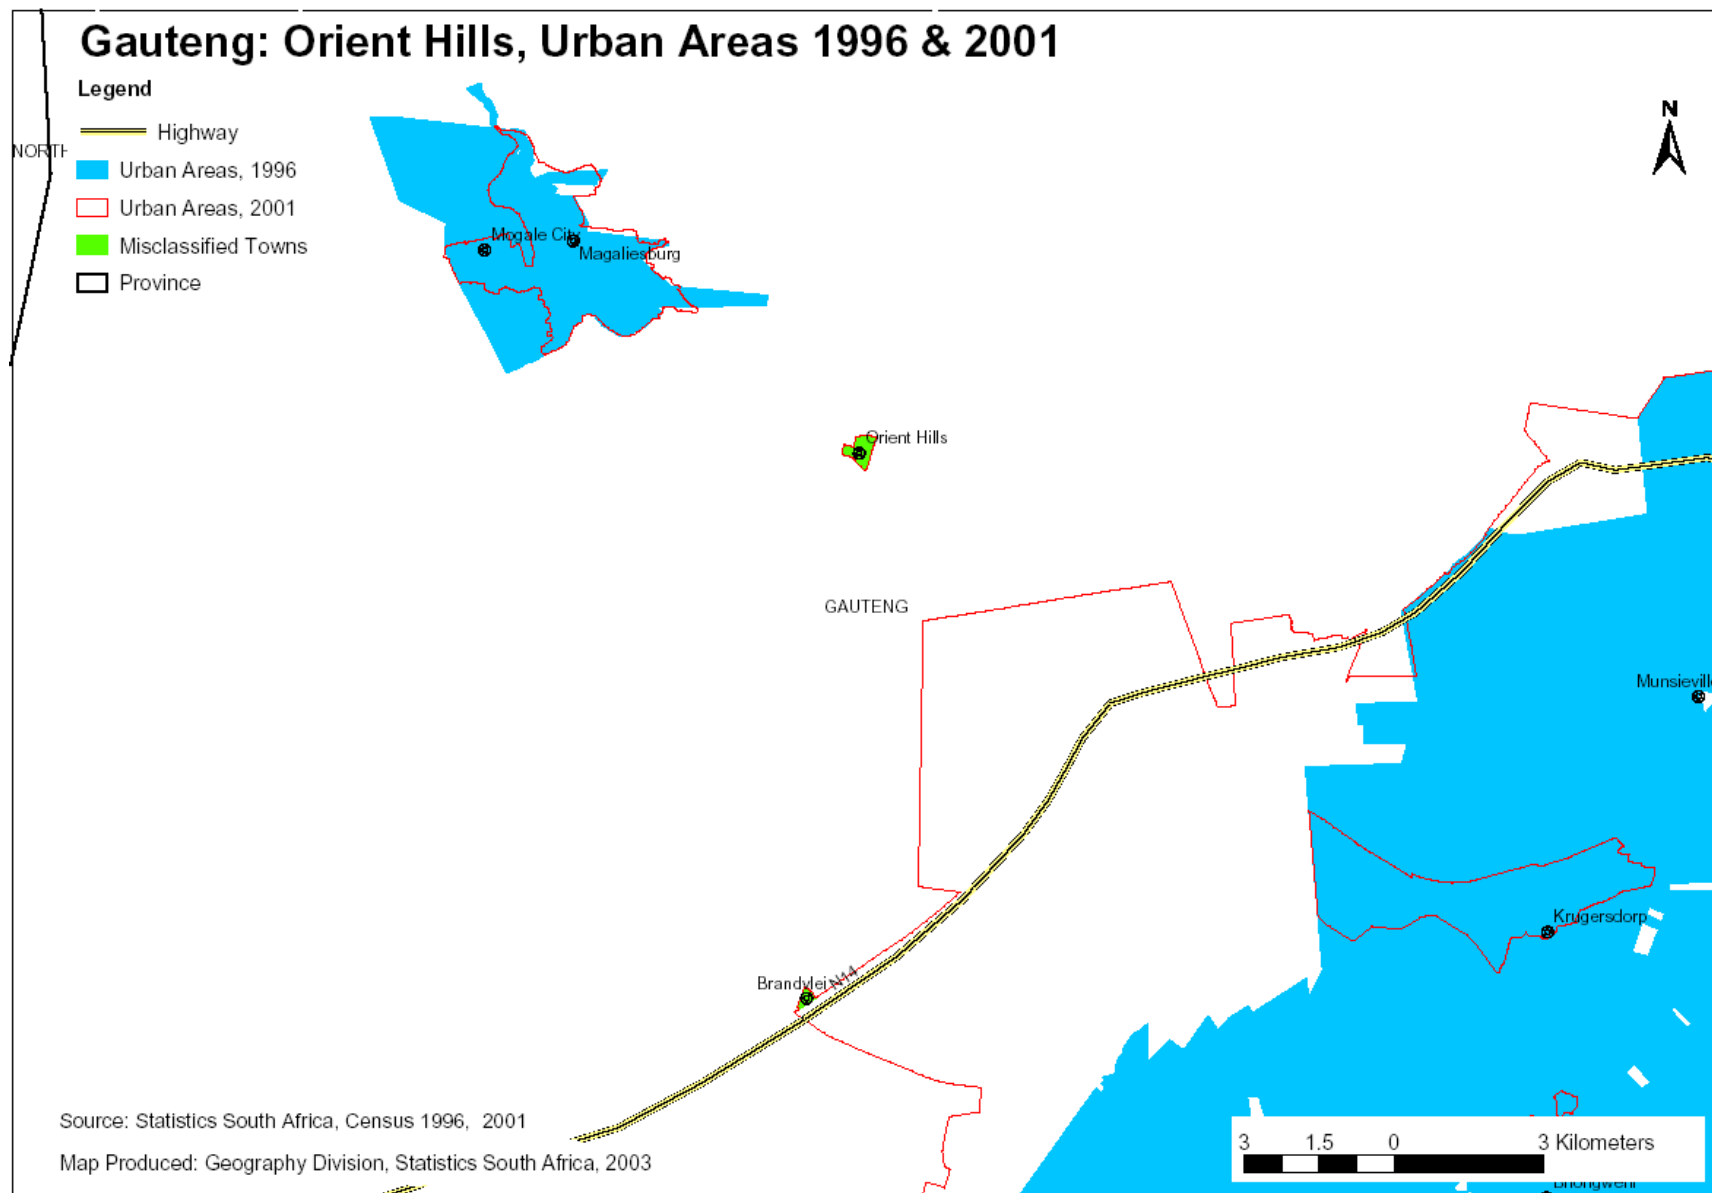 Gauteng: Orient Hills, Urban Areas 1996 & 2001
Legend
Highway
Urban Areas, 1996
Urban Areas, 2001
Misclassified Towns
Province
N
NORTH
Mogale City
Magaliesburg
Orient Hills
GAUTENG
Munsieville
Krugersdorp
Brandvlei
N14
Source: Statistics South Africa, Census 1996, 2001
Map Produced: Geography Division, Statistics South Africa, 2003
3 1.5 0 3 Kilometers